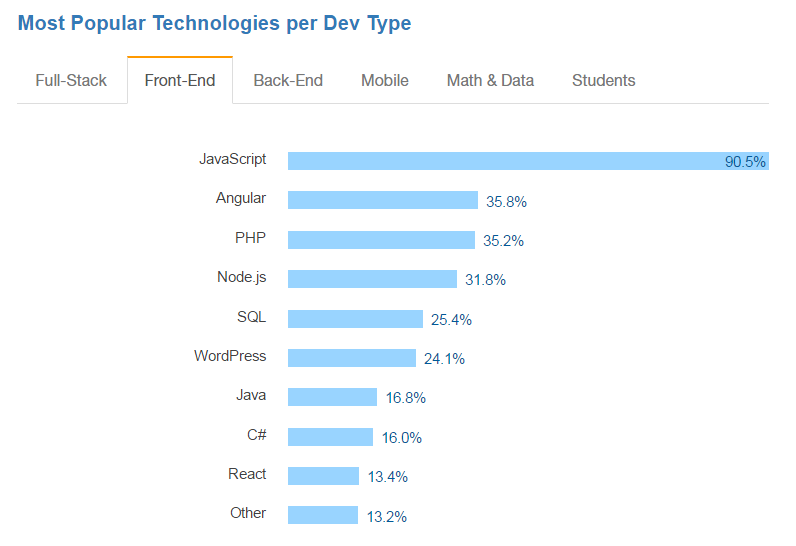 Most Popular Technologies per Dev Type
Full-Stack Front-End Back-End Mobile Math & Data Students
JavaScript 90.5%
Angular 35.8%
PHP 35.2%
Node.js 31.8%
SQL 25.4%
WordPress 24.1%
Java 16.8%
C# 16.0%
React 13.4%
Other 13.2%